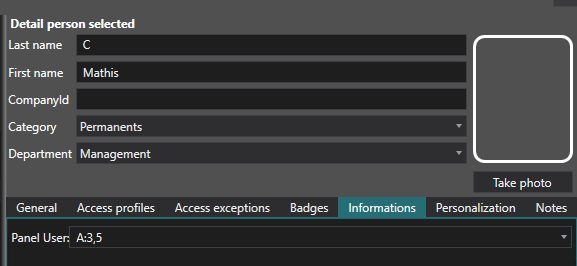 Detail person selected
Last name C
First name Mathis
CompanyId
Category Permanents
Department Management
Take photo
General Access profiles Access exceptions Badges Informations Personalization Notes
Panel User: A:3,5